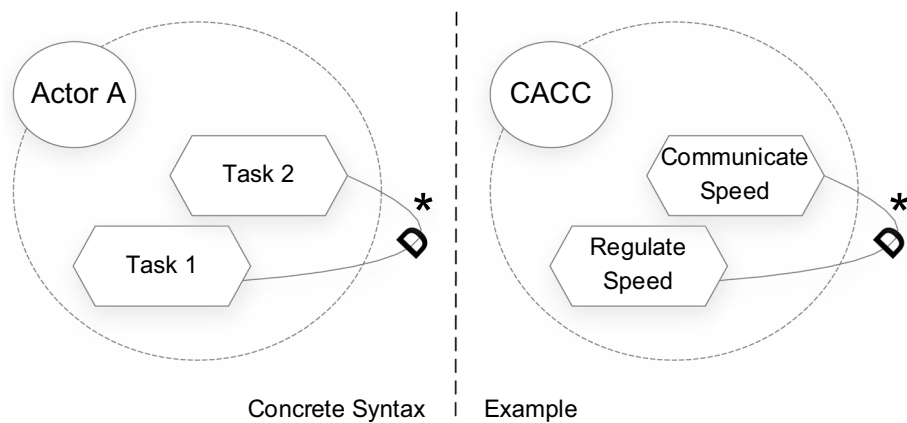 Actor A
Task 2
Task 1
*
D
Concrete Syntax
CACC
Communicate
Speed
Regulate
Speed
*
D
Example